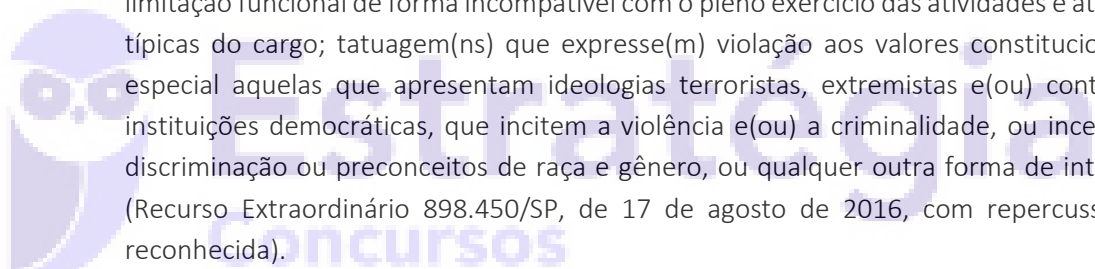 limitação funcional de forma incompatível com o pleno exercício das atividades e at
típicas do cargo; tatuagem(ns) que expresse(m) violação aos valores constitucio
especial aquelas que apresentam ideologias terroristas, extremistas e(ou) cont
instituições democráticas, que incitem a violência e(ou) a criminalidade, ou ince
discriminação ou preconceitos de raça e gênero, ou qualquer outra forma de int
(Recurso Extraordinário 898.450/SP, de 17 de agosto de 2016, com repercuss
reconhecida).
Estratégia
Concursos